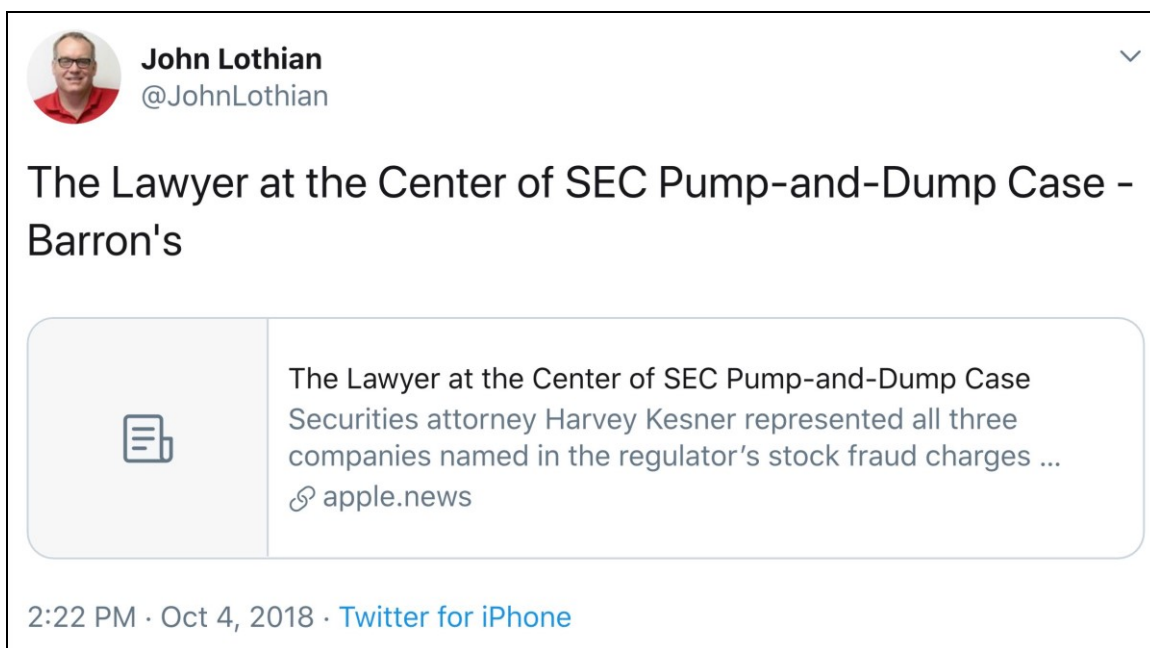 John Lothian
@JohnLothian
The Lawyer at the Center of SEC Pump-and-Dump Case -
Barron's
The Lawyer at the Center of SEC Pump-and-Dump Case
Securities attorney Harvey Kesner represented all three
companies named in the regulator’s stock fraud charges ...
apple.news
2:22 PM · Oct 4, 2018 · Twitter for iPhone